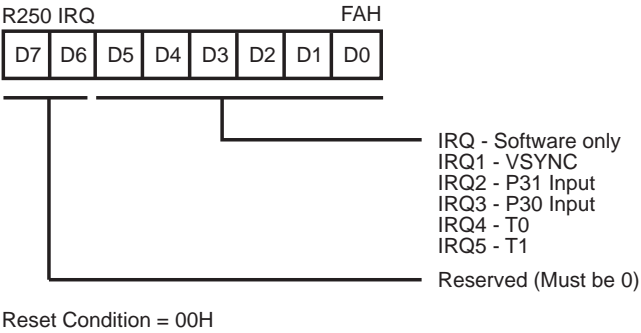 R250 IRQ FAH
D7 D6 D5 D4 D3 D2 D1 D0
IRQ - Software only
IRQ1 - VSYNC
IRQ2 - P31 Input
IRQ3 - P30 Input
IRQ4 - T0
IRQ5 - T1
Reserved (Must be 0)
Reset Condition = 00H